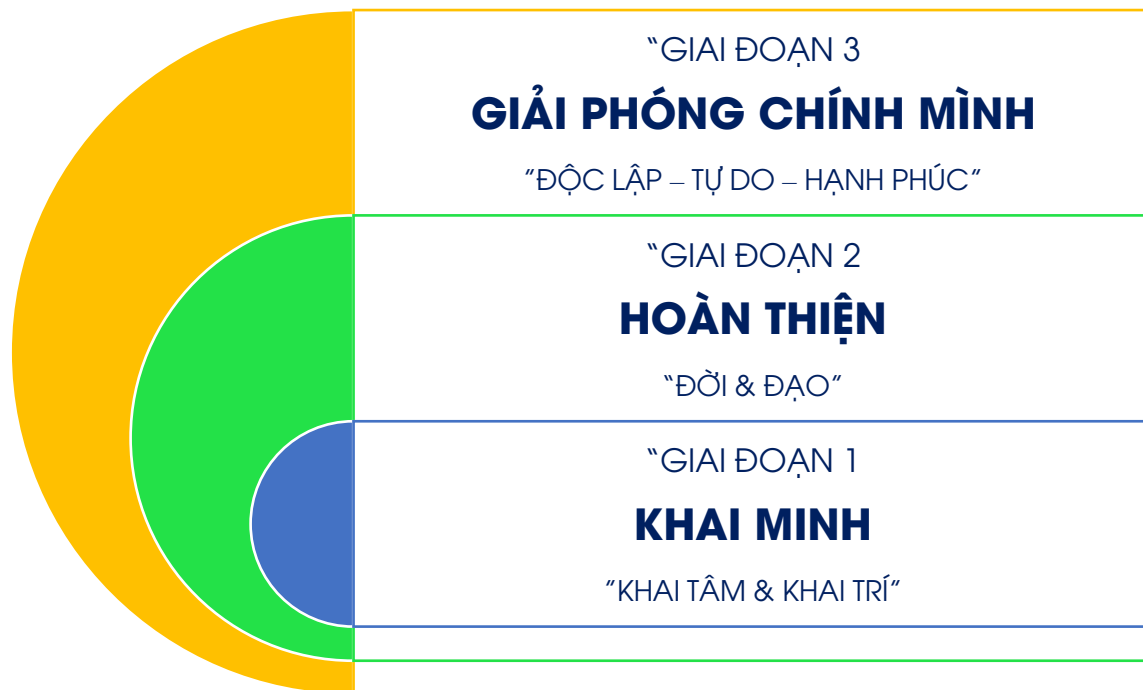 “GIAI ĐOẠN 3
GIẢI PHÓNG CHÍNH MÌNH
”ĐỘC LẬP – TỰ DO – HẠNH PHÚC”
“GIAI ĐOẠN 2
HOÀN THIỆN
“ĐỜI & ĐẠO”
“GIAI ĐOẠN 1
KHAI MINH
”KHAI TÂM & KHAI TRÍ”